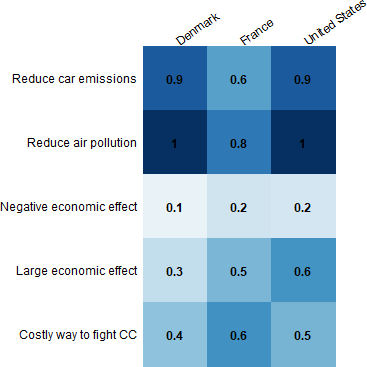 Denmark France United States
Reduce car emissions 0.9 0.6 0.9
Reduce air pollution 1 0.8 1
Negative economic effect 0.1 0.2 0.2
Large economic effect 0.3 0.5 0.6
Costly way to fight CC 0.4 0.6 0.5